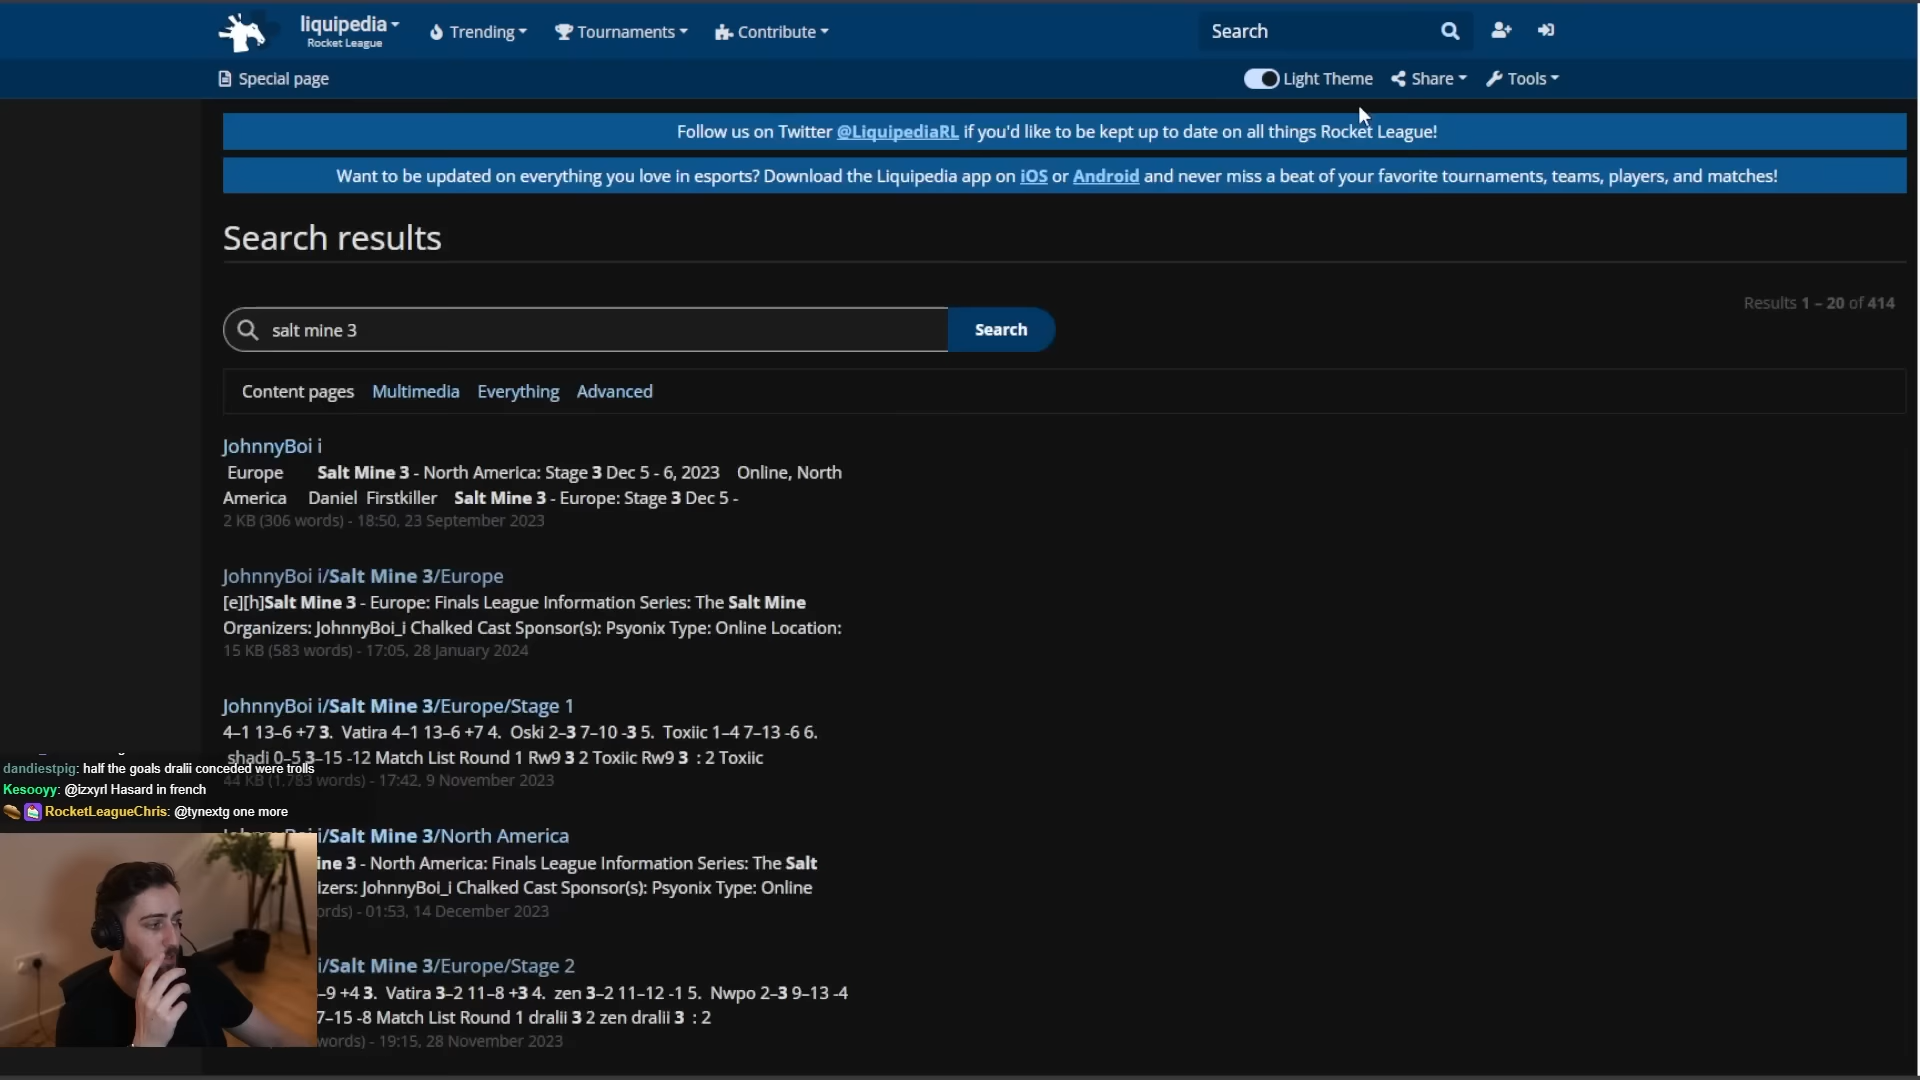 liquipedia
Rocket League
Trending
Tournaments
Contribute
Search
Special page
Light Theme
Share
Tools
Follow us on Twitter @LiquipediaRL if you'd like to be kept up to date on all things Rocket League!
Want to be updated on everything you love in esports? Download the Liquipedia app on iOS or Android and never miss a beat of your favorite tournaments, teams, players, and matches!
Search results
Results 1 – 20 of 414
salt mine 3
Search
Content pages Multimedia Everything Advanced
JohnnyBoi i
Europe Salt Mine 3 - North America: Stage 3 Dec 5 - 6, 2023 Online, North
America Daniel Firstkiller Salt Mine 3 - Europe: Stage 3 Dec 5 -
2 KB (306 words) - 18:50, 23 September 2023
JohnnyBoi i/Salt Mine 3/Europe
[e][h]Salt Mine 3 - Europe: Finals League Information Series: The Salt Mine
Organizers: JohnnyBoi_i Chalked Cast Sponsor(s): Psyonix Type: Online Location:
15 KB (583 words) - 17:05, 28 January 2024
JohnnyBoi i/Salt Mine 3/Europe/Stage 1
4–1 13–6 +7 3. Vatira 4–1 13–6 +7 4. Oski 2–3 7–10 -3 5. Toxiic 1–4 7–13 -6 6.
shadi 0–5 3–15 -12 Match List Round 1 Rw9 3 2 Toxiic Rw9 3 : 2 Toxiic
44 KB (1,783 words) - 17:42, 9 November 2023
dandiestpig: half the goals dralii conceded were trolls
Kesooyy: @izxyrl Hasard in french
RocketLeagueChris: @tynextg one more
i/Salt Mine 3/North America
ine 3 - North America: Finals League Information Series: The Salt
izers: JohnnyBoi_i Chalked Cast Sponsor(s): Psyonix Type: Online
ords) - 01:53, 14 December 2023
i/Salt Mine 3/Europe/Stage 2
–9 +4 3. Vatira 3–2 11–8 +3 4. zen 3–2 11–12 -1 5. Nwpo 2–3 9–13 -4
7–15 -8 Match List Round 1 dralii 3 2 zen dralii 3 : 2
words) - 19:15, 28 November 2023